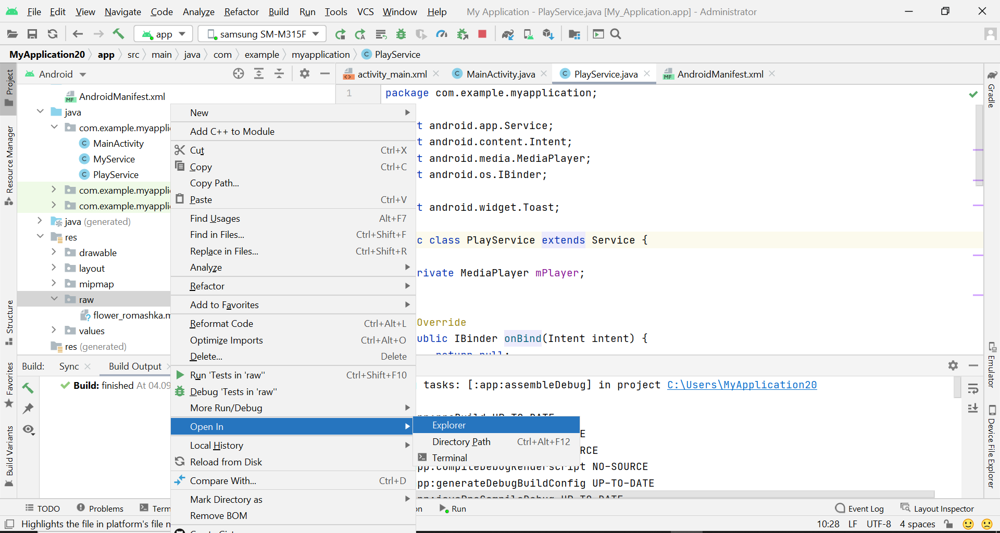 File Edit View Navigate Code Analyze Refactor Build Run Tools VCS Window Help My Application - PlayService.java [My_Application.app] - Administrator
app samsung SM-M315F
MyApplication20 app src main java com example myapplication PlayService
Android
activity_main.xml MainActivity.java PlayService.java AndroidManifest.xml
Project
Resource Manager
Structure
Favorites
Build Variants
AndroidManifest.xml
java
com.example.myappli
MainActivity
MyService
PlayService
com.example.myappli
com.example.myappli
java (generated)
res
drawable
layout
mipmap
raw
flower_romashka.m
values
res (generated)
New
Add C++ to Module
Cut Ctrl+X
Copy Ctrl+C
Copy Path...
Paste Ctrl+V
Find Usages Alt+F7
Find in Files... Ctrl+Shift+F
Replace in Files... Ctrl+Shift+R
Analyze
Refactor
Add to Favorites
Reformat Code Ctrl+Alt+L
Optimize Imports Ctrl+Alt+O
Delete... Delete
Run 'Tests in 'raw'' Ctrl+Shift+F10
Debug 'Tests in 'raw''
More Run/Debug
Open In
Local History
Reload from Disk
Compare With... Ctrl+D
Mark Directory as
Remove BOM
Explorer
Directory Path Ctrl+Alt+F12
Terminal
1 package com.example.myapplication;
t android.app.Service;
t android.content.Intent;
t android.media.MediaPlayer;
t android.os.IBinder;
t android.widget.Toast;
c class PlayService extends Service {
rivate MediaPlayer mPlayer;
Override
ublic IBinder onBind(Intent intent) {
return null;
Gradle
Emulator
Device File Explorer
Build: Sync Build Output
Build: finished At 04.09
tasks: [:app:assembleDebug] in project C:\Users\MyApplication20
UP-TO-DATE
E
RCE
pp:compileDebugRenderscript NO-SOURCE
pp:generateDebugBuildConfig UP-TO-DATE
pp:javaPreCompileDebug UP-TO-DATE
TODO Problems Term on Run Event Log Layout Inspector
Highlights the file in platform's file n 10:28 LF UTF-8 4 spaces